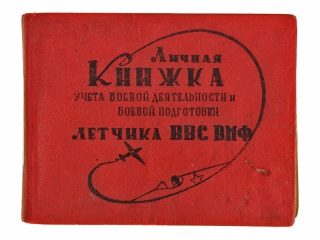 Личная
Книжка
учета боевой деятельности и
боевой подготовки
летчика ВВС ВМФ